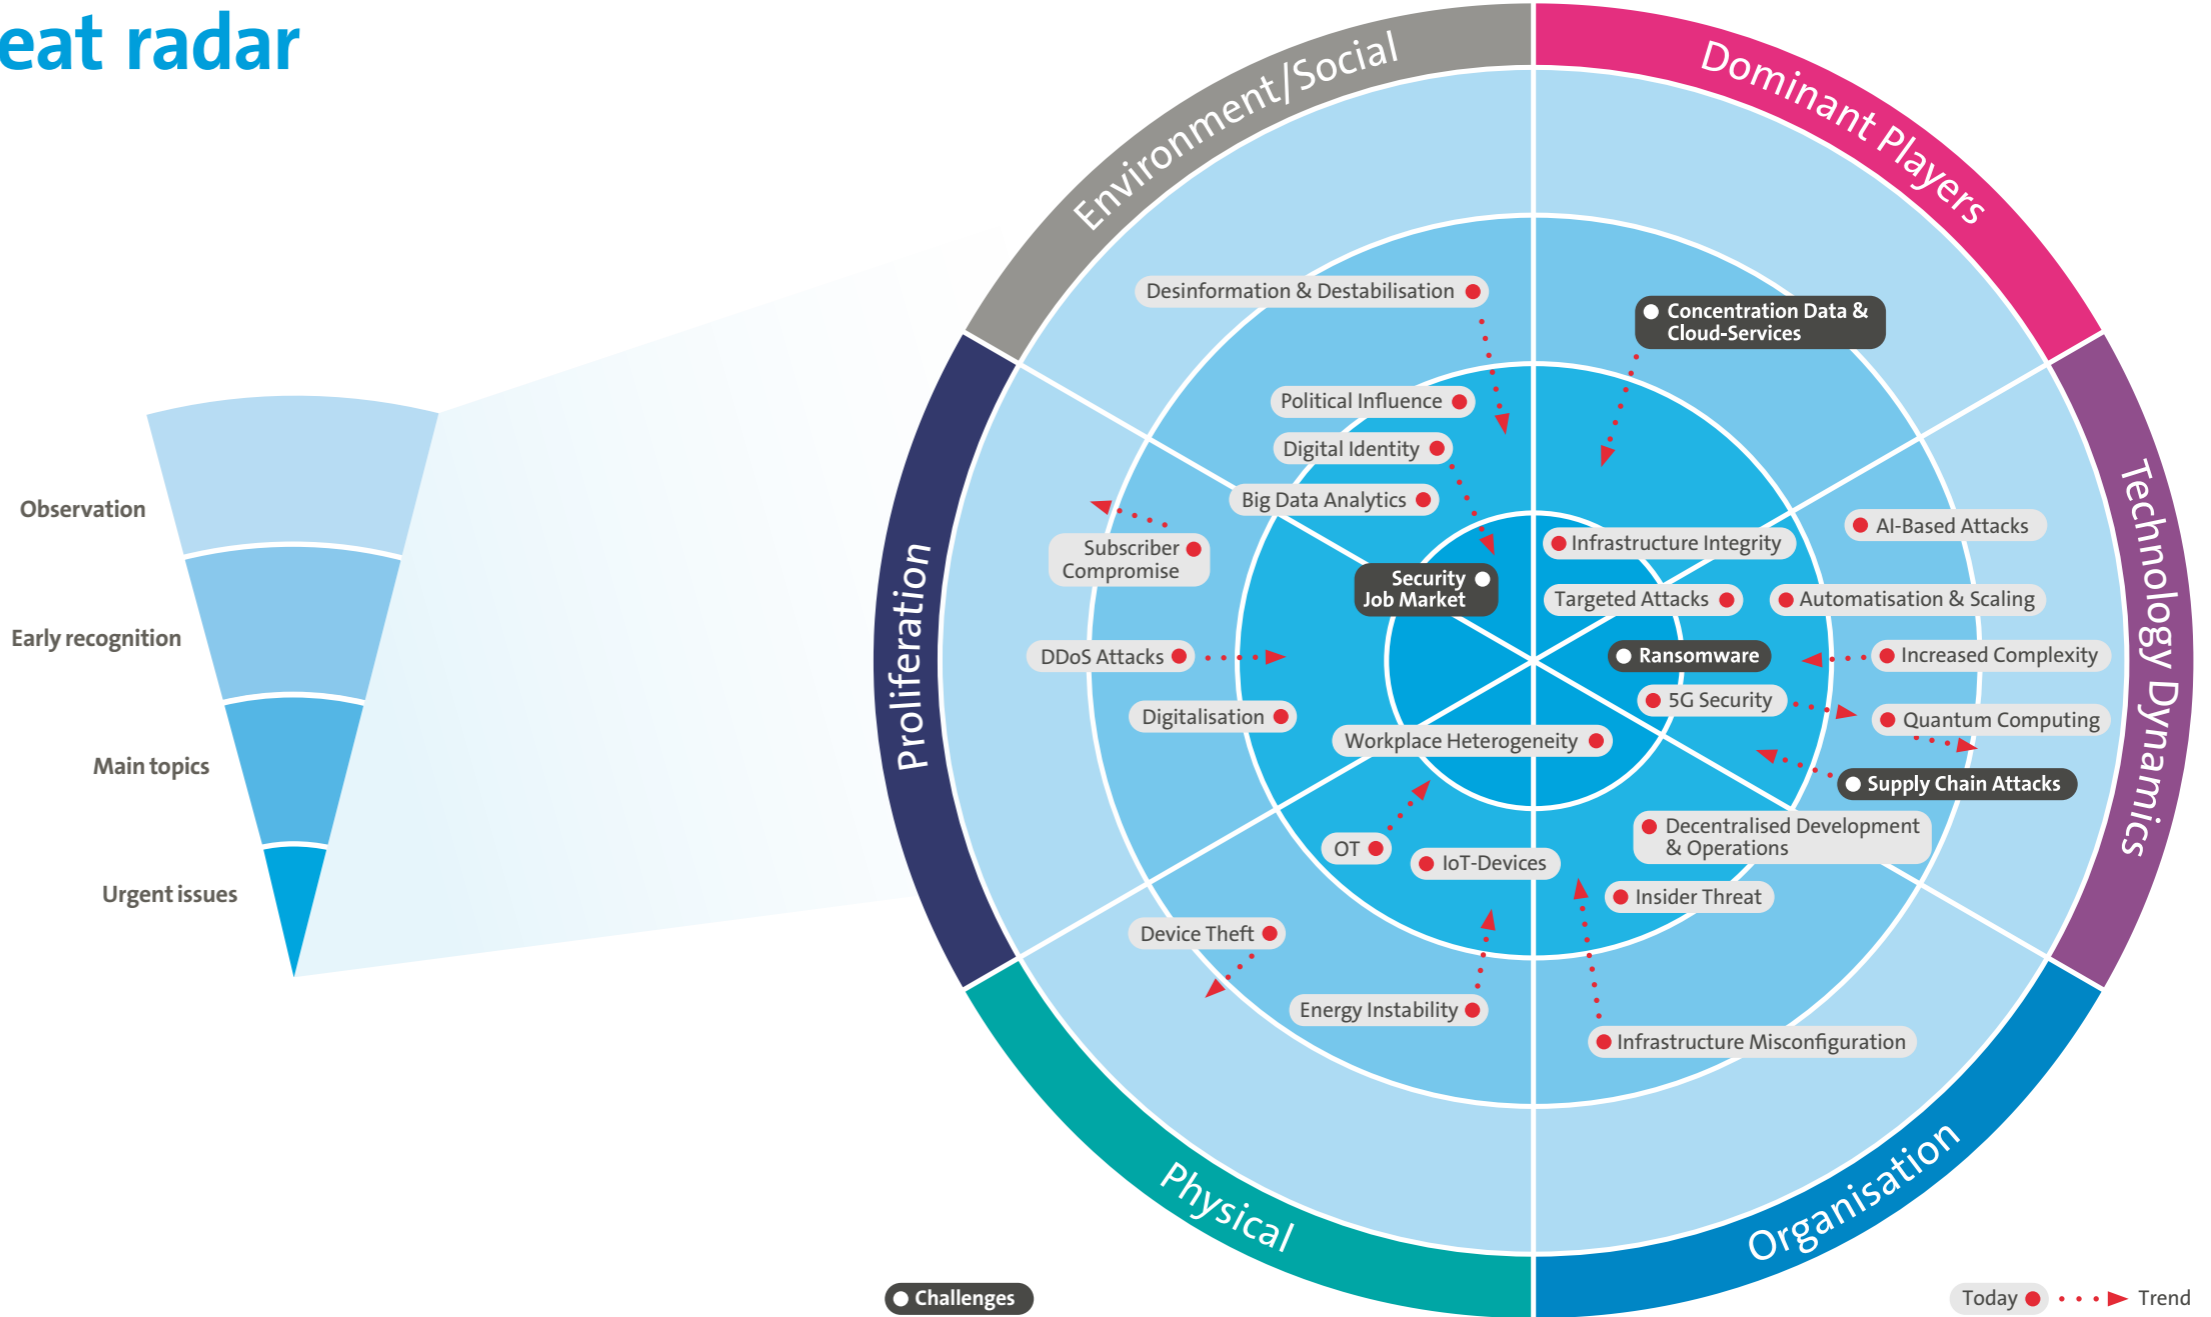 eat radar
Environment/Social
Dominant Players
Technology Dynamics
Organisation
Physical
Proliferation
Observation
Early recognition
Main topics
Urgent issues
Desinformation & Destabilisation
Political Influence
Digital Identity
Big Data Analytics
Security
Job Market
Concentration Data &
Cloud-Services
Infrastructure Integrity
Targeted Attacks
AI-Based Attacks
Automatisation & Scaling
Ransomware
Increased Complexity
5G Security
Quantum Computing
Supply Chain Attacks
Subscriber
Compromise
DDoS Attacks
Digitalisation
Workplace Heterogeneity
OT
IoT-Devices
Device Theft
Energy Instability
Decentralised Development
& Operations
Insider Threat
Infrastructure Misconfiguration
Challenges
Today
Trend